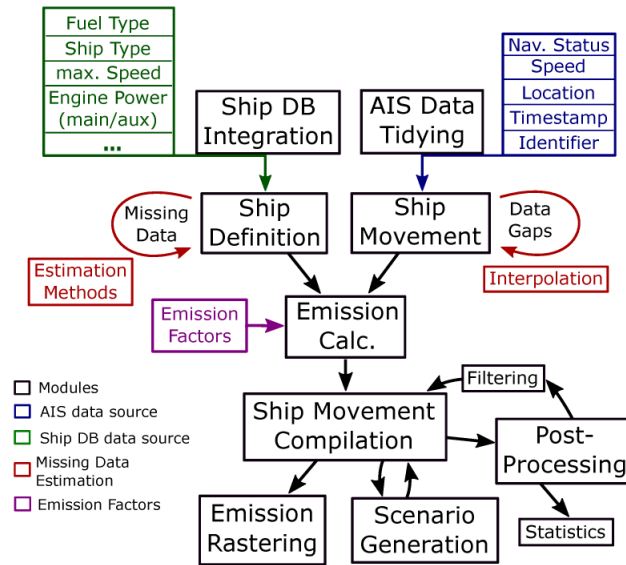 Fuel Type
Ship Type
max. Speed
Engine Power
(main/aux)
...
Ship DB
Integration
AIS Data
Tidying
Nav. Status
Speed
Location
Timestamp
Identifier
Missing
Data
Ship
Definition
Ship
Movement
Data
Gaps
Estimation
Methods
Interpolation
Emission
Factors
Emission
Calc.
Filtering
Ship Movement
Compilation
Post-
Processing
Emission
Rastering
Scenario
Generation
Statistics
Modules
AIS data source
Ship DB data source
Missing Data
Estimation
Emission Factors